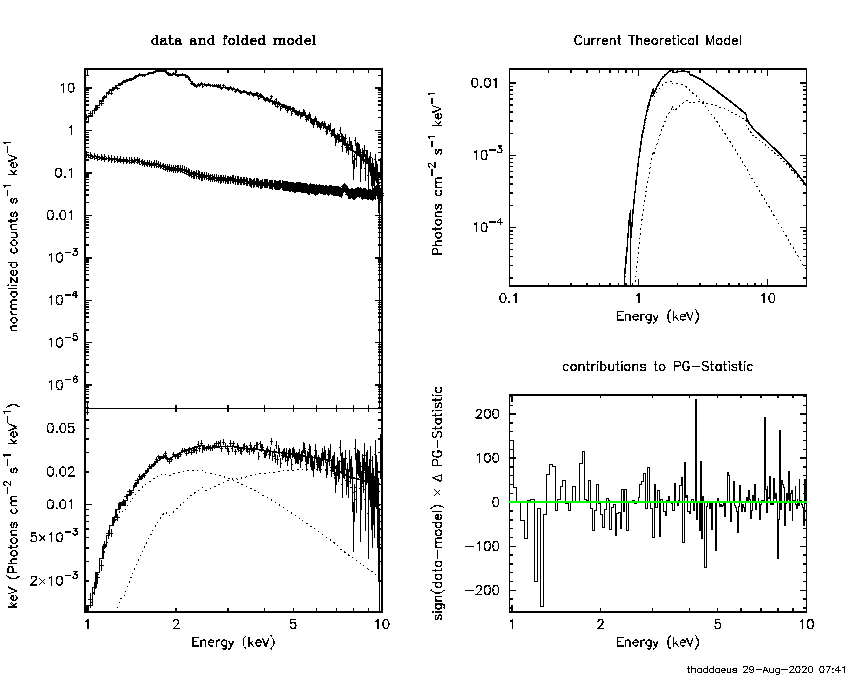 data and folded model
normalized counts s⁻¹ keV⁻¹
10
1
0.1
0.01
10⁻³
10⁻⁴
10⁻⁵
10⁻⁶
keV (Photons cm⁻² s⁻¹ keV⁻¹)
0.05
0.02
0.01
5×10⁻³
2×10⁻³
1 2 5 10
Energy (keV)
Current Theoretical Model
Photons cm⁻² s⁻¹ keV⁻¹
0.01
10⁻³
10⁻⁴
0.1 1 10
Energy (keV)
contributions to PG-Statistic
sign(data-model) × Δ PG-Statistic
200
100
0
-100
-200
1 2 5 10
Energy (keV)
thaddaeus 29-Aug-2020 07:41